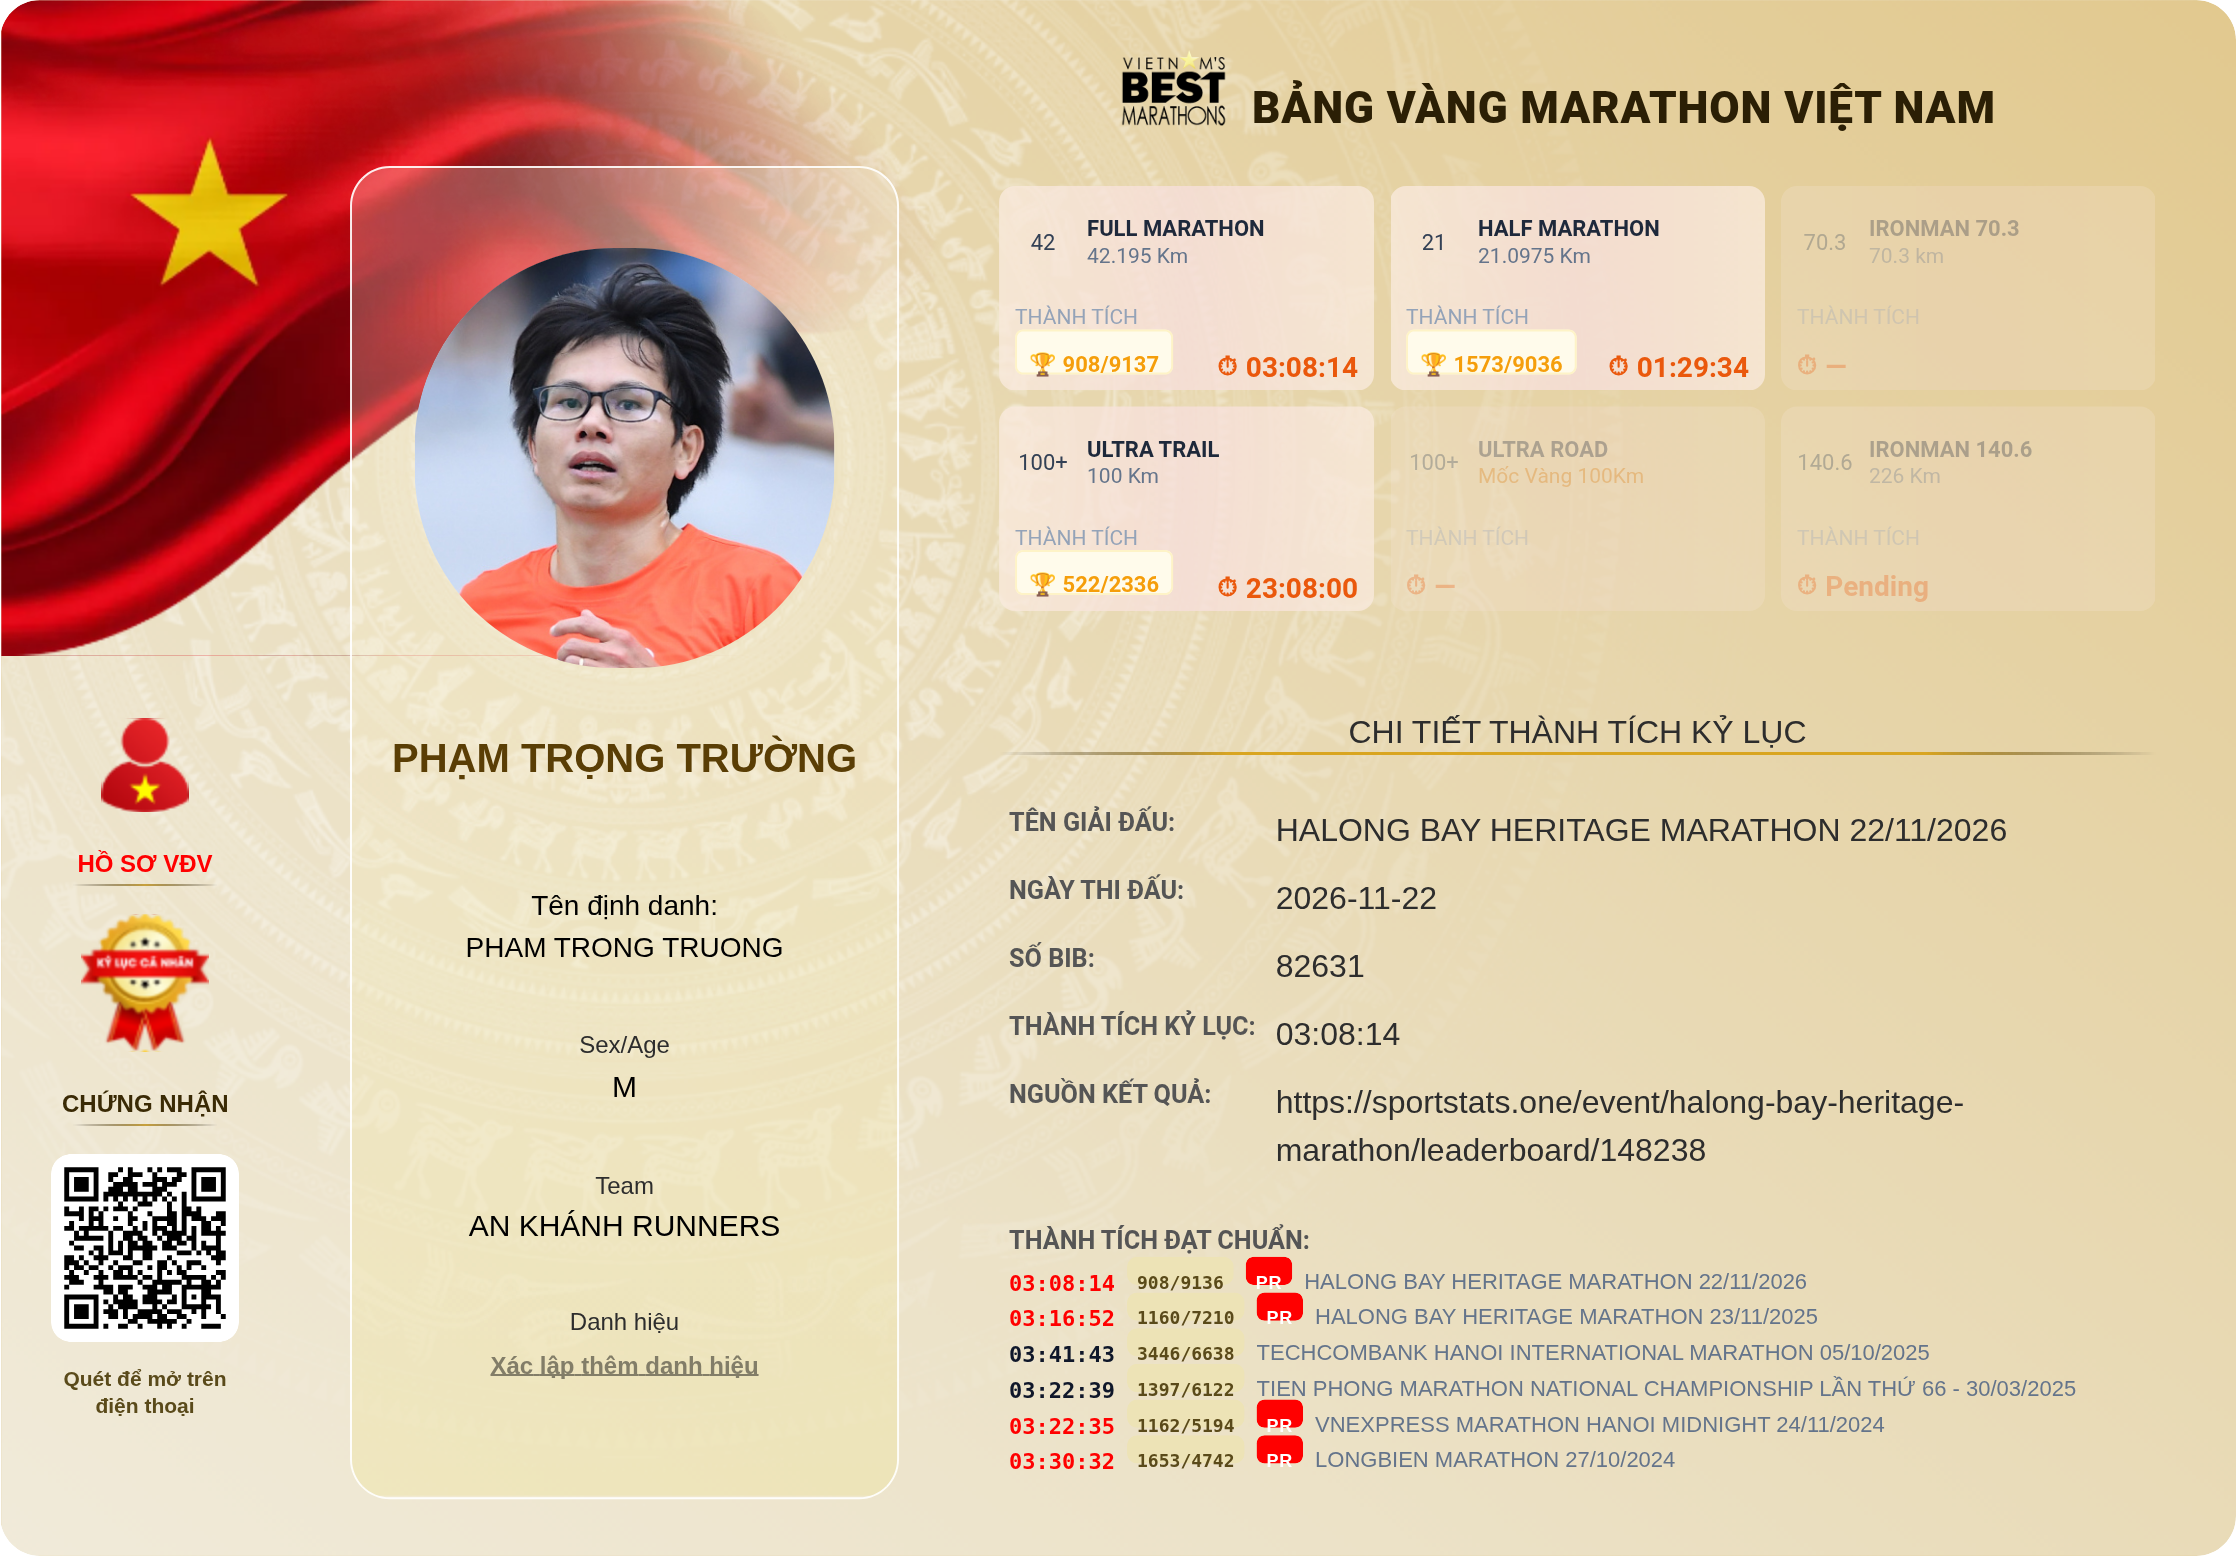 VIETNAM'S
BEST
MARATHONS
BẢNG VÀNG MARATHON VIỆT NAM
42
FULL MARATHON
42.195 Km
THÀNH TÍCH
🏆 908/9137
⏱ 03:08:14
21
HALF MARATHON
21.0975 Km
THÀNH TÍCH
🏆 1573/9036
⏱ 01:29:34
70.3
IRONMAN 70.3
70.3 km
THÀNH TÍCH
⏱ —
100+
ULTRA TRAIL
100 Km
THÀNH TÍCH
🏆 522/2336
⏱ 23:08:00
100+
ULTRA ROAD
Mốc Vàng 100Km
THÀNH TÍCH
⏱ —
140.6
IRONMAN 140.6
226 Km
THÀNH TÍCH
⏱ Pending
HỒ SƠ VĐV
KỶ LỤC CÁ NHÂN
CHỨNG NHẬN
Quét để mở trên
điện thoại
PHẠM TRỌNG TRƯỜNG
Tên định danh:
PHAM TRONG TRUONG
Sex/Age
M
Team
AN KHÁNH RUNNERS
Danh hiệu
Xác lập thêm danh hiệu
CHI TIẾT THÀNH TÍCH KỶ LỤC
TÊN GIẢI ĐẤU: HALONG BAY HERITAGE MARATHON 22/11/2026
NGÀY THI ĐẤU: 2026-11-22
SỐ BIB: 82631
THÀNH TÍCH KỶ LỤC: 03:08:14
NGUỒN KẾT QUẢ: https://sportstats.one/event/halong-bay-heritage-
marathon/leaderboard/148238
THÀNH TÍCH ĐẠT CHUẨN:
03:08:14 908/9136 PR HALONG BAY HERITAGE MARATHON 22/11/2026
03:16:52 1160/7210 PR HALONG BAY HERITAGE MARATHON 23/11/2025
03:41:43 3446/6638 TECHCOMBANK HANOI INTERNATIONAL MARATHON 05/10/2025
03:22:39 1397/6122 TIEN PHONG MARATHON NATIONAL CHAMPIONSHIP LẦN THỨ 66 - 30/03/2025
03:22:35 1162/5194 PR VNEXPRESS MARATHON HANOI MIDNIGHT 24/11/2024
03:30:32 1653/4742 PR LONGBIEN MARATHON 27/10/2024